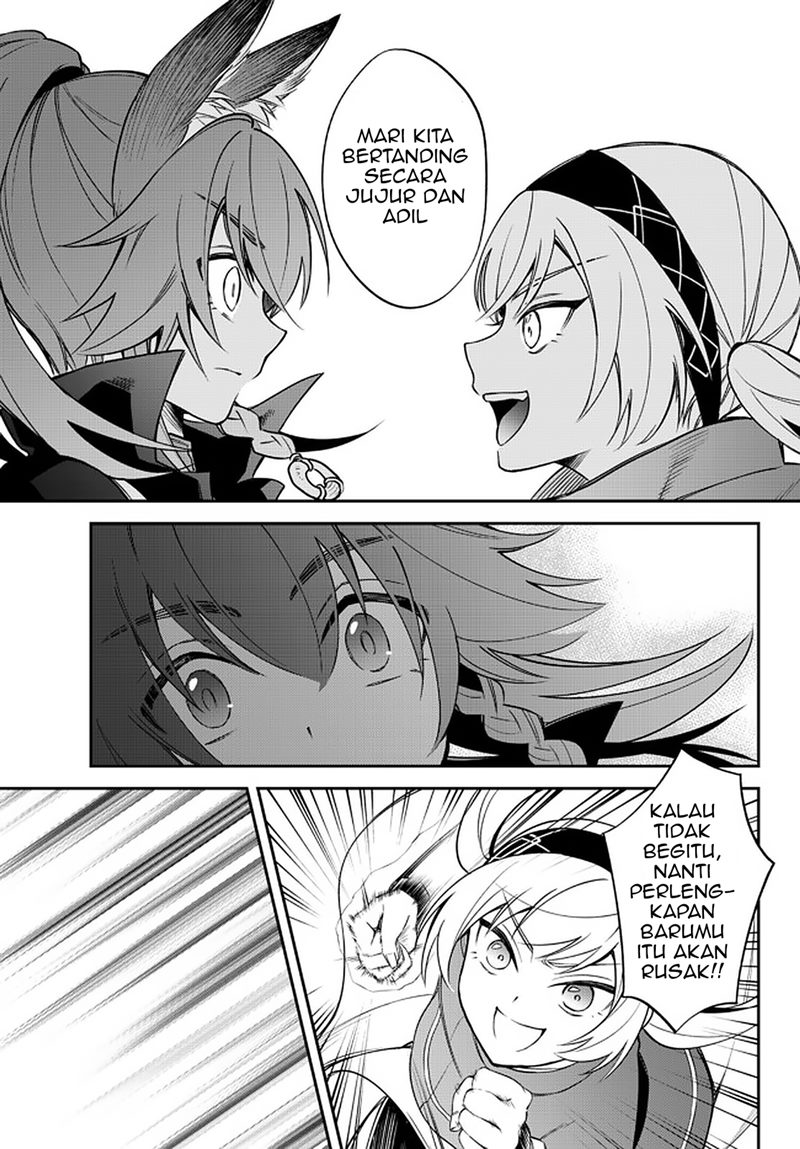 MARI KITA
BERTANDING
SECARA
JUJUR DAN
ADIL
KALAU
TIDAK
BEGITU,
NANTI
PERLENG-
KAPAN
BARUMU
ITU AKAN
RUSAK!!